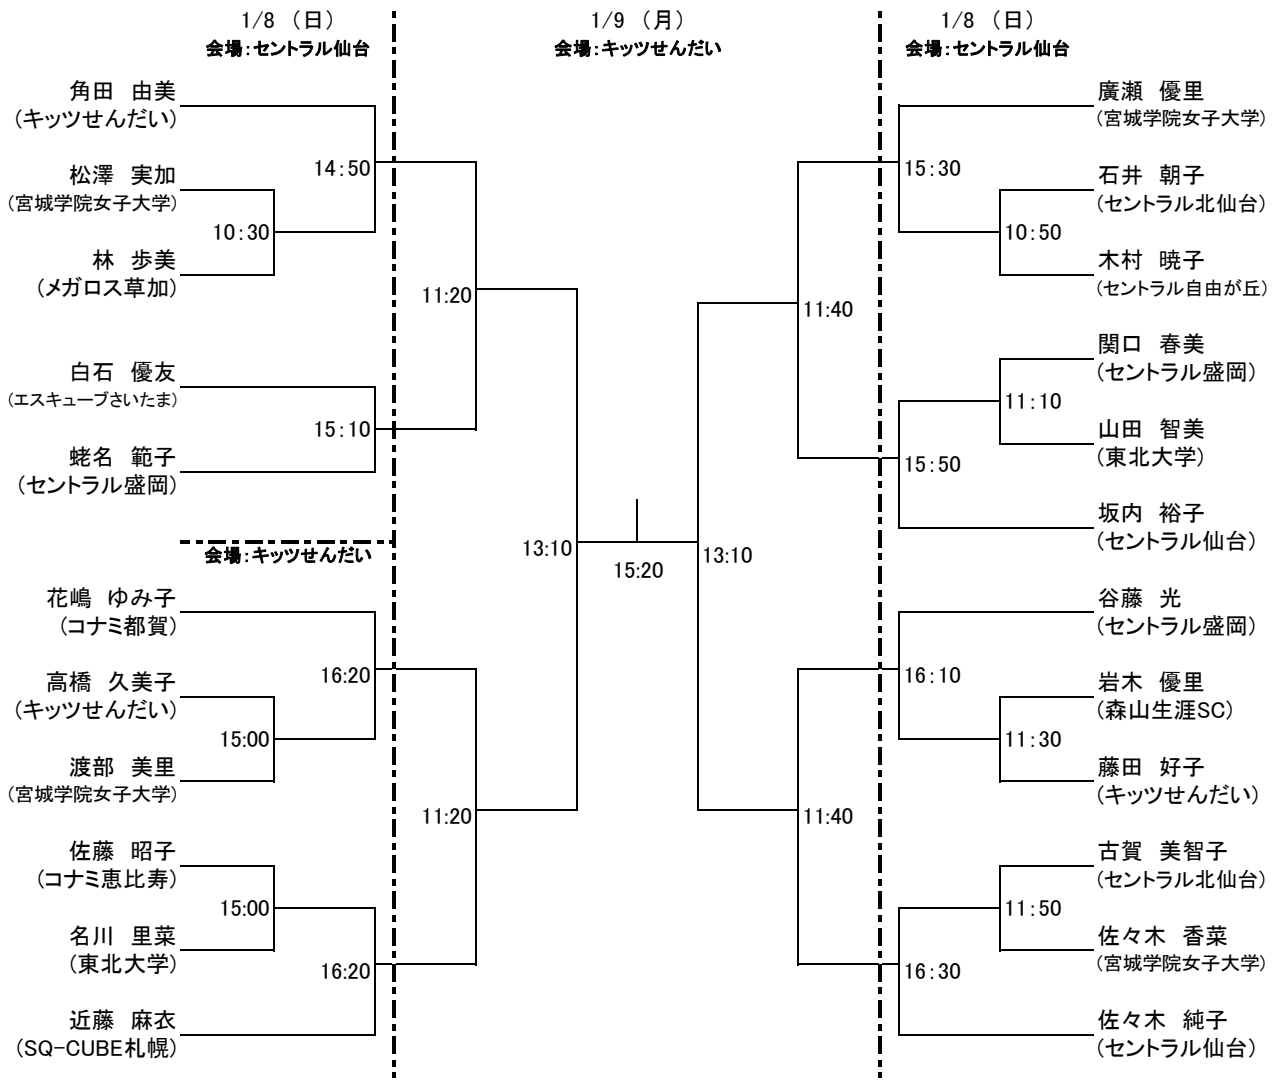 1/8 （日）
会場：セントラル仙台
角田　由美
（キッツせんだい）
14：50
松澤　実加
（宮城学院女子大学）
10：30
林　歩美
（メガロス草加）
白石　優友
（エスキューブさいたま）
15：10
蛯名　範子
（セントラル盛岡）
会場：キッツせんだい
花嶋　ゆみ子
（コナミ都賀）
16:20
高橋　久美子
（キッツせんだい）
15:00
渡部　美里
（宮城学院女子大学）
佐藤　昭子
（コナミ恵比寿）
15:00
名川　里菜
（東北大学）
16:20
近藤　麻衣
（SQ-CUBE札幌）
1/9 （月）
会場：キッツせんだい
11:20
11:20
13:10
15:20
13:10
11:40
11:40
1/8 （日）
会場：セントラル仙台
廣瀬　優里
（宮城学院女子大学）
15：30
石井　朝子
（セントラル北仙台）
10：50
木村　暁子
（セントラル自由が丘）
関口　春美
（セントラル盛岡）
11：10
山田　智美
（東北大学）
15：50
坂内　裕子
（セントラル仙台）
谷藤　光
（セントラル盛岡）
16：10
岩木　優里
（森山生涯SC）
11：30
藤田　好子
（キッツせんだい）
古賀　美智子
（セントラル北仙台）
11：50
佐々木　香菜
（宮城学院女子大学）
16：30
佐々木　純子
（セントラル仙台）